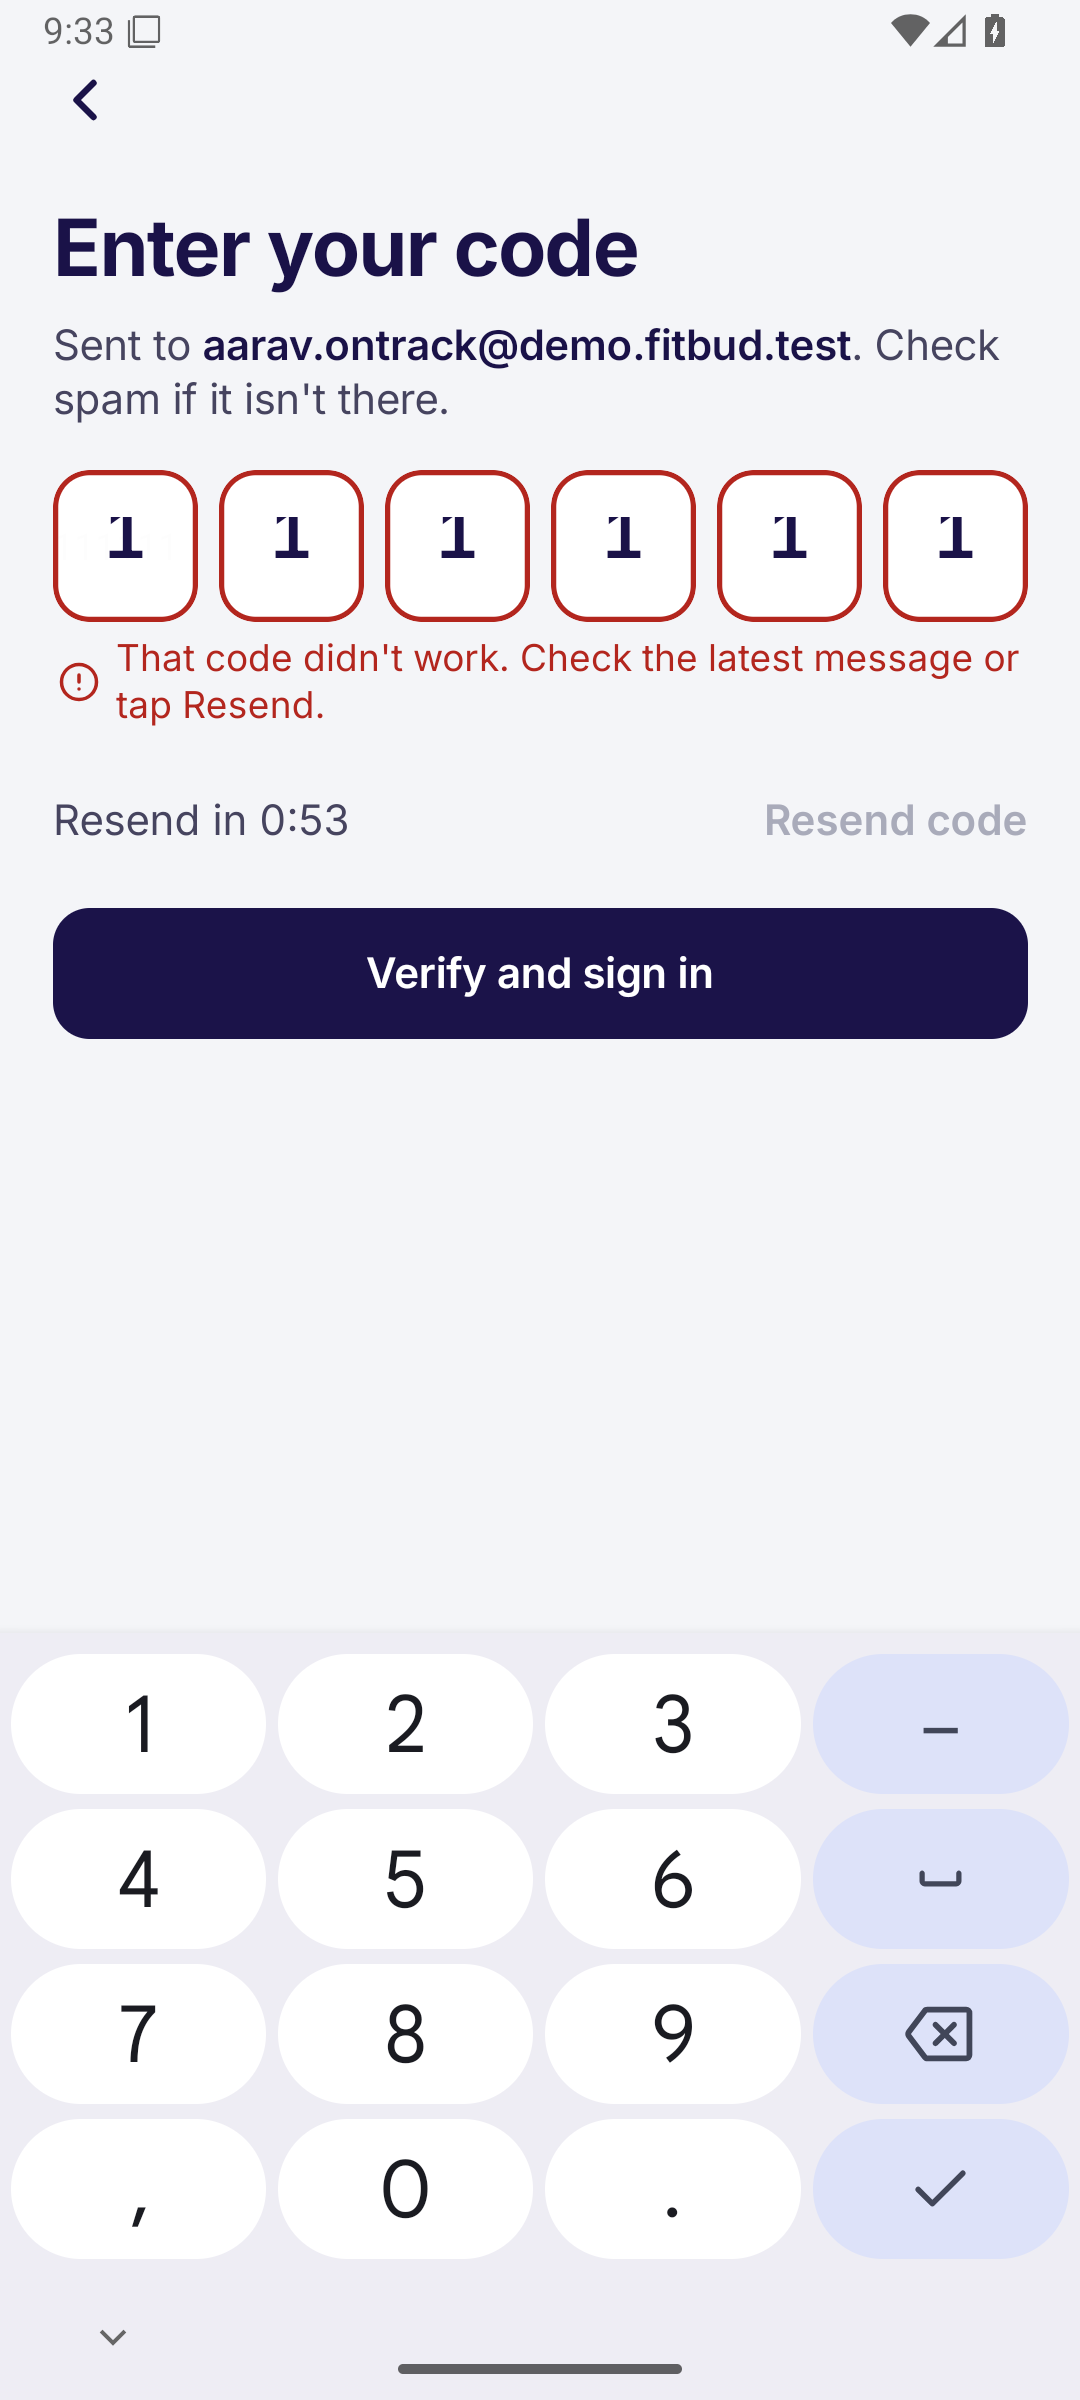 9:33
Enter your code
Sent to aarav.ontrack@demo.fitbud.test. Check
spam if it isn't there.
1 1 1 1 1 1
That code didn't work. Check the latest message or
tap Resend.
Resend in 0:53 Resend code
Verify and sign in
1 2 3 –
4 5 6
7 8 9
, 0 .